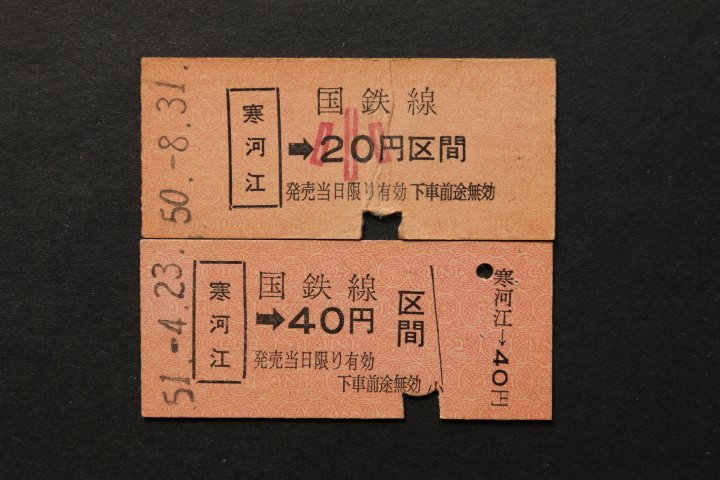 50.-8.31.
寒河江
国鉄線
小
➡20円区間
発売当日限り有効 下車前途無効
51.-4.23.
寒河江
国鉄線
➡40円 区間
発売当日限り有効
下車前途無効
小
寒河江→40円